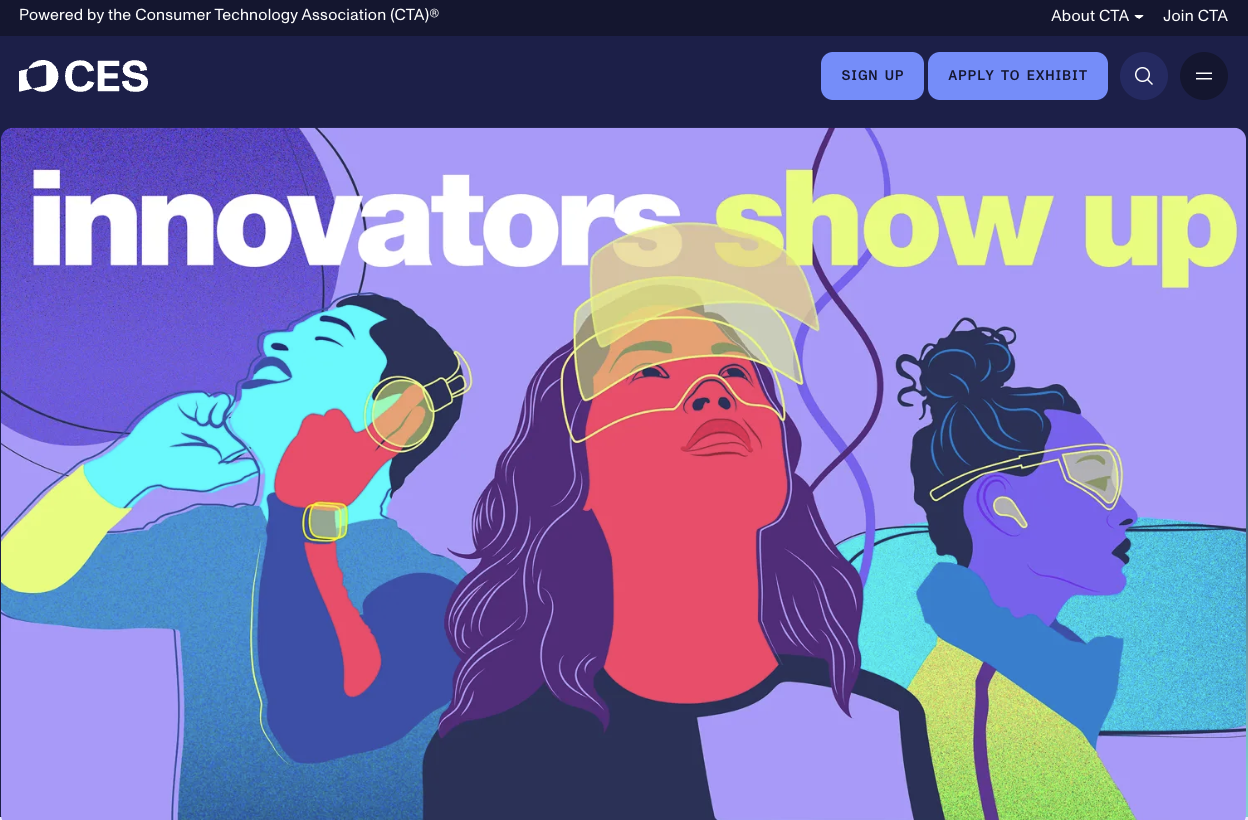 Powered by the Consumer Technology Association (CTA)®
About CTA
Join CTA
CES
SIGN UP
APPLY TO EXHIBIT
innovators show up